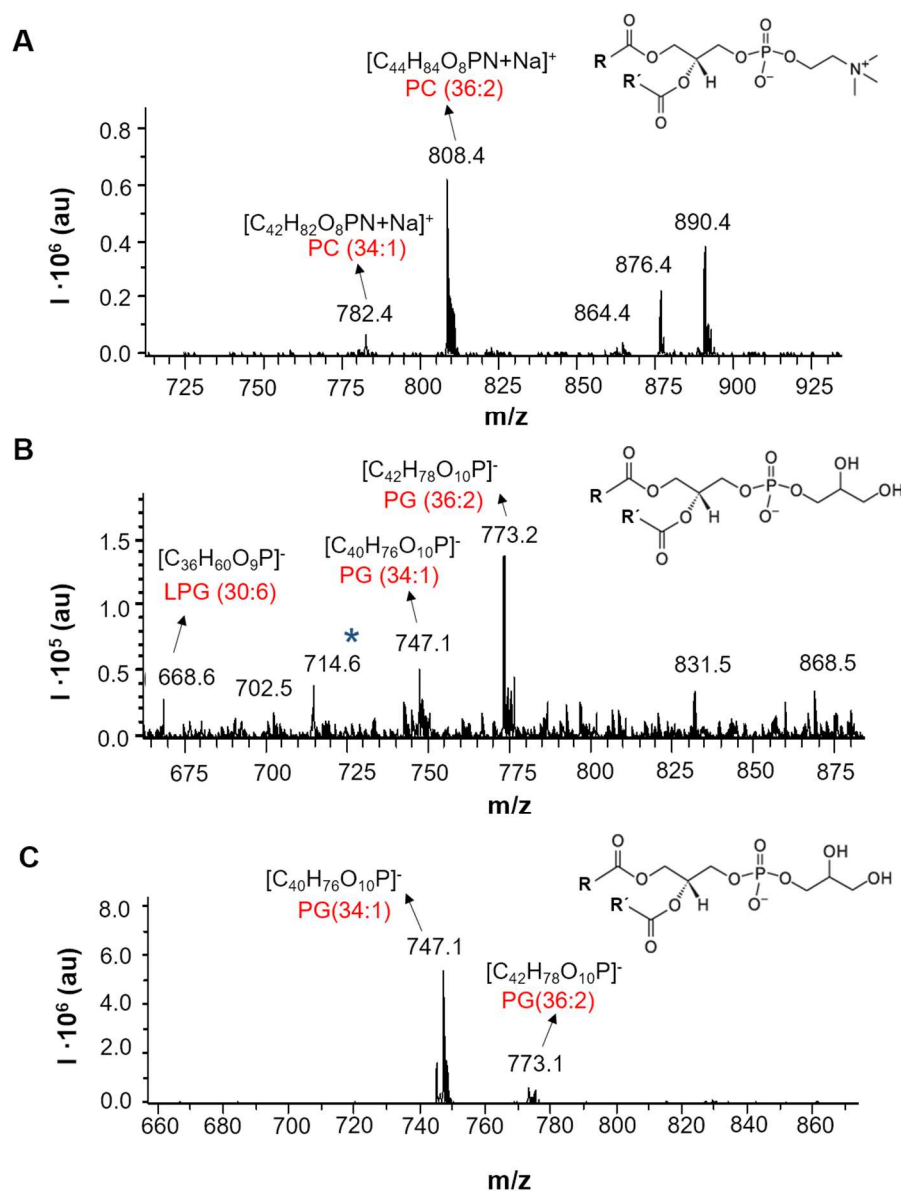 A
[C44H84O8PN+Na]+
PC (36:2)
808.4
[C42H82O8PN+Na]+
PC (34:1)
782.4
864.4
876.4
890.4
I ·10⁶ (au)
0.8
0.6
0.4
0.2
0.0
725 750 775 800 825 850 875 900 925
m/z
R
O
O
R´
O
O
H
O
P
O
O−
O
N+
B
[C42H78O10P]-
PG (36:2)
773.2
[C40H76O10P]-
PG (34:1)
747.1
[C36H60O9P]-
LPG (30:6)
668.6
702.5
714.6
*
831.5
868.5
I ·10⁵ (au)
1.5
1.0
0.5
0.0
675 700 725 750 775 800 825 850 875
m/z
R
O
O
R´
O
O
H
O
P
O
O−
O
OH
OH
C
[C40H76O10P]-
PG(34:1)
747.1
[C42H78O10P]-
PG(36:2)
773.1
I ·10⁶ (au)
8.0
6.0
4.0
2.0
0.0
660 680 700 720 740 760 780 800 820 840 860
m/z
R
O
O
R´
O
O
H
O
P
O
O−
O
OH
OH